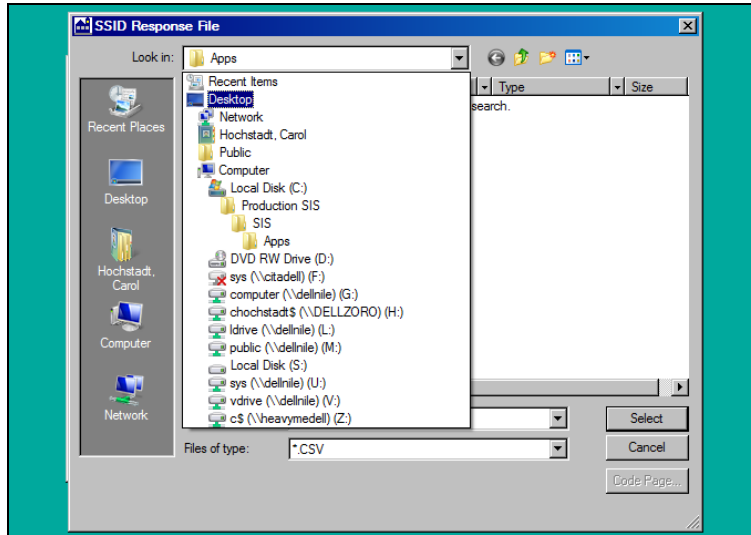 SSID Response File
Look in: Apps
Recent Items
Desktop
Network
Hochstadt, Carol
Public
Computer
Local Disk (C:)
Production SIS
SIS
Apps
DVD RW Drive (D:)
sys (\\citadell) (F:)
computer (\\dellnile) (G:)
chochstadt$ (\\DELLZORO) (H:)
ldrive (\\dellnile) (L:)
public (\\dellnile) (M:)
Local Disk (S:)
sys (\\dellnile) (U:)
vdrive (\\dellnile) (V:)
c$ (\\heavymedell) (Z:)
Type Size
search.
Recent Places
Desktop
Hochstadt,
Carol
Computer
Network
Select
Files of type: *.CSV Cancel
Code Page...